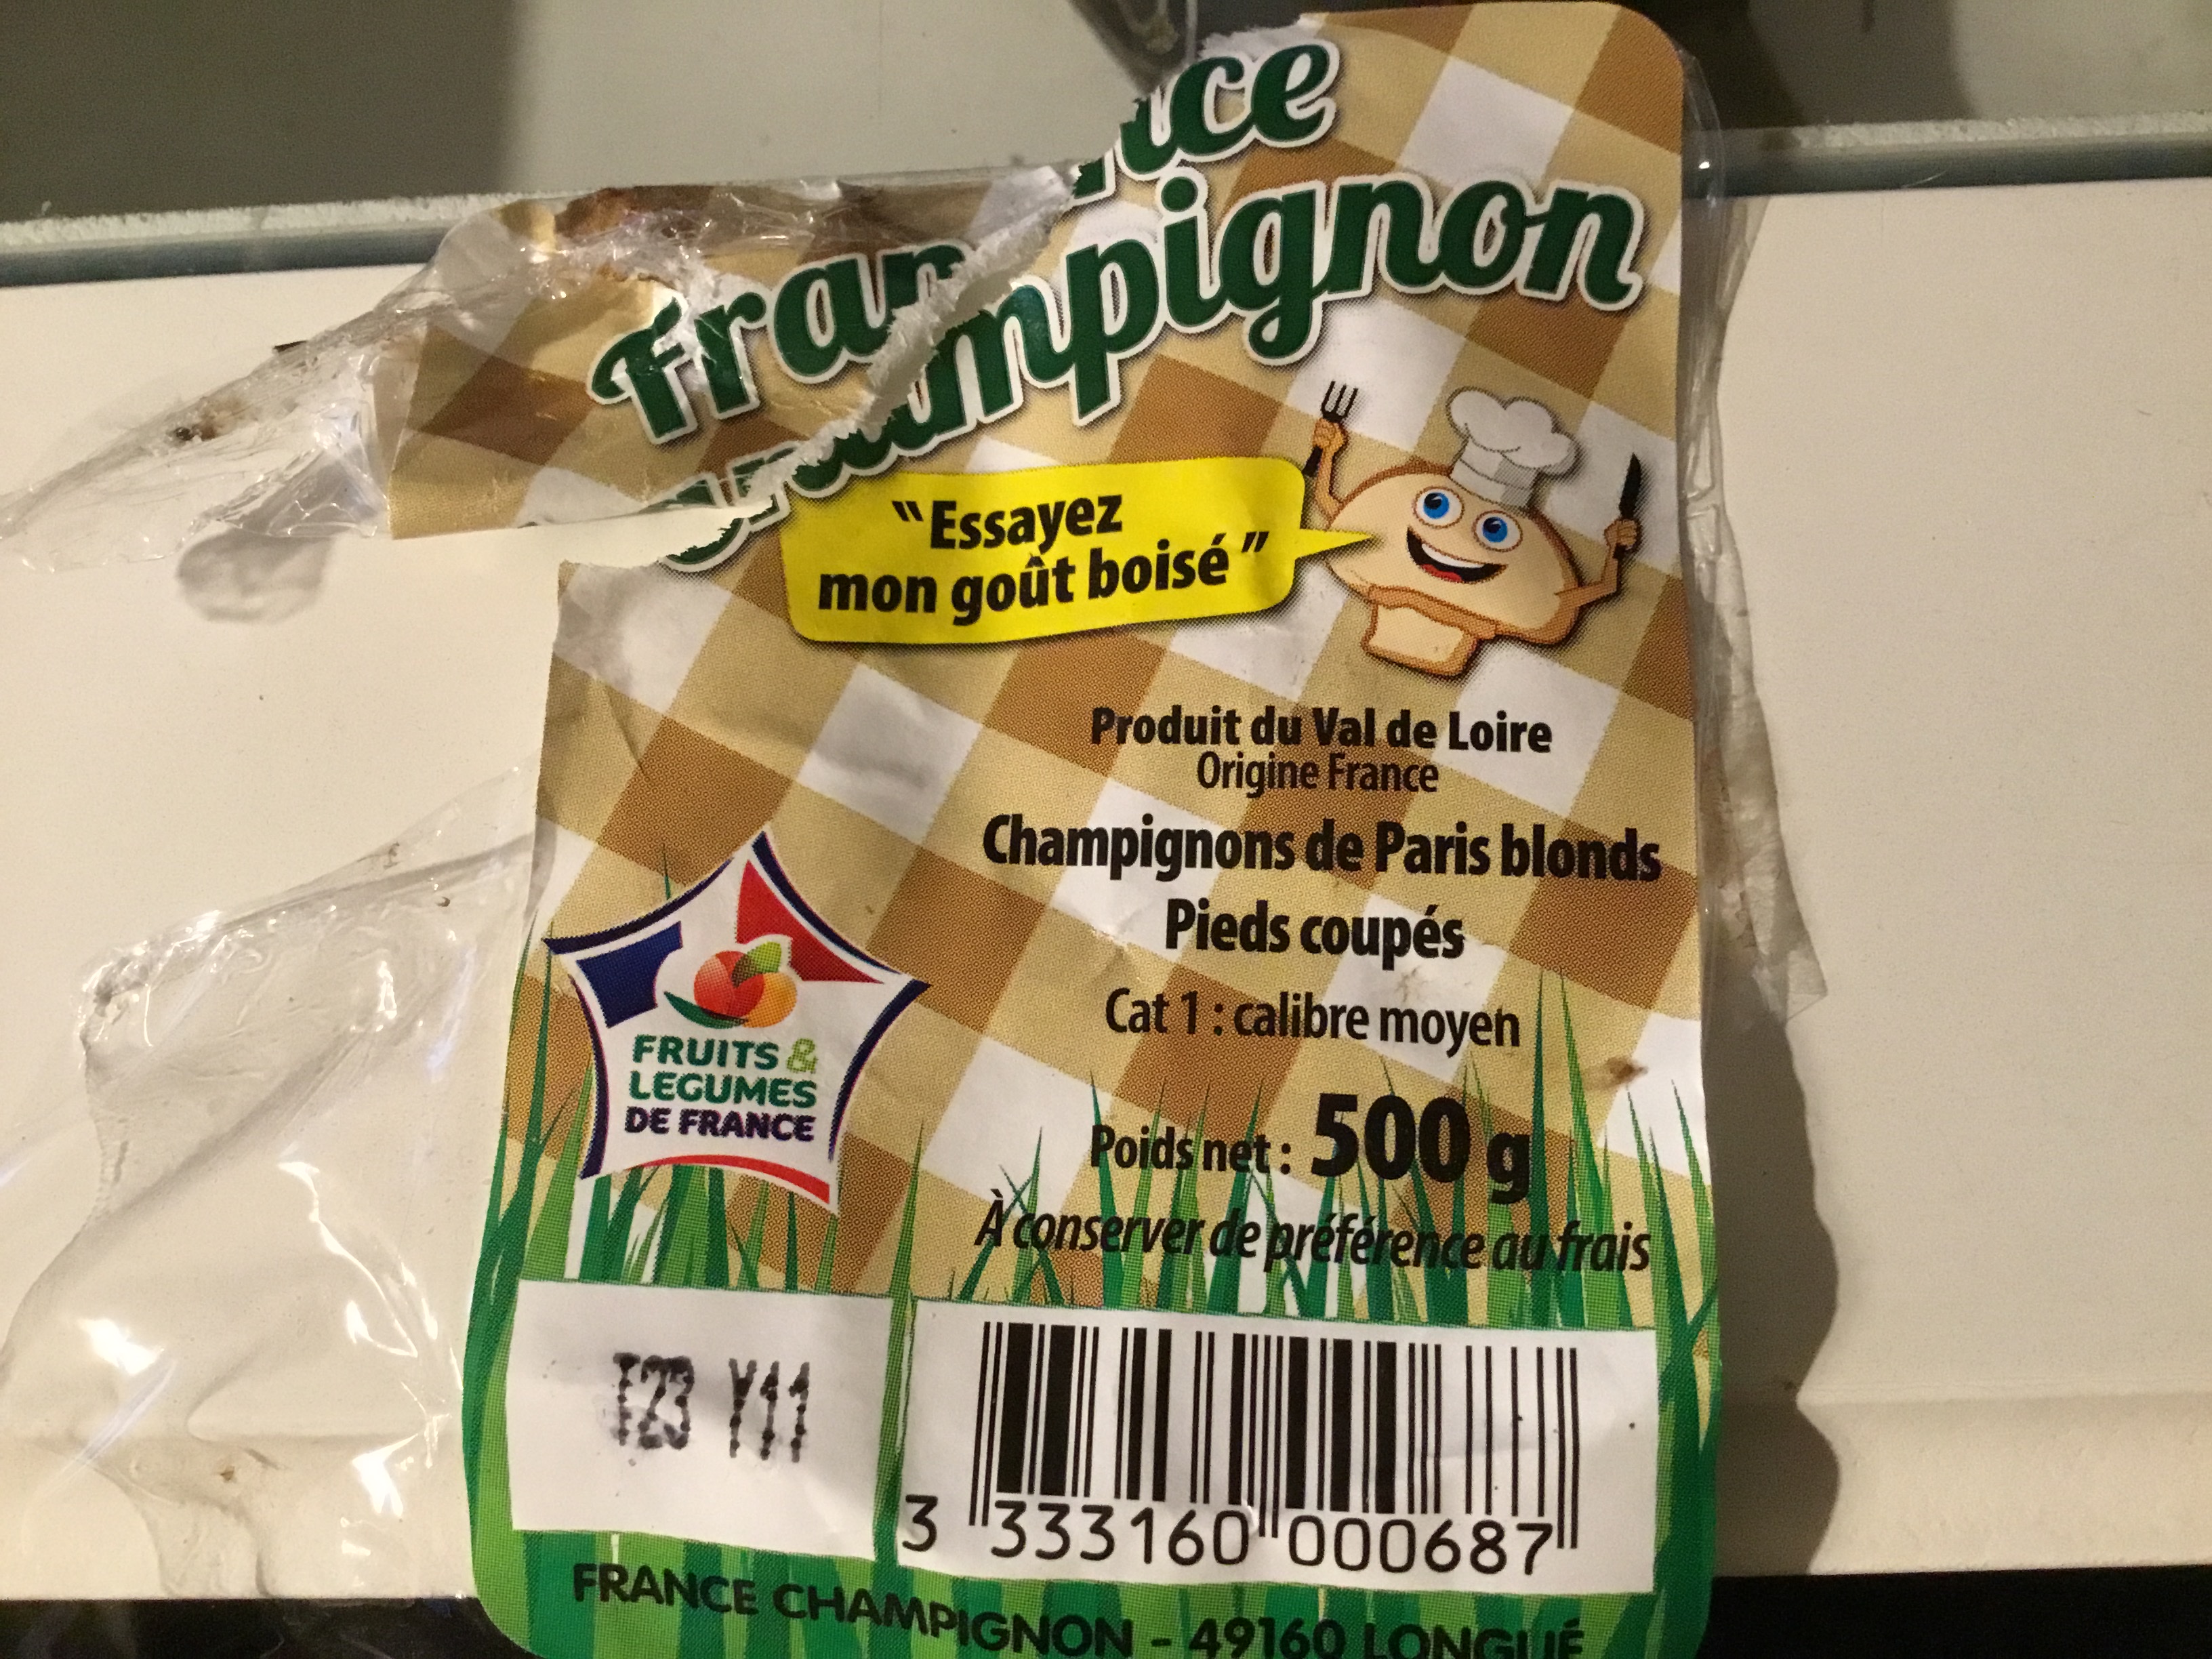 France
Champignon
"Essayez
mon goût boisé"
Produit du Val de Loire
Origine France
Champignons de Paris blonds
Pieds coupés
Cat 1 : calibre moyen
Poids net : 500 g
À conserver de préférence au frais
FRUITS &
LEGUMES
DE FRANCE
T23 Y11
3 333160 000687
FRANCE CHAMPIGNON - 49160 LONGUÉ